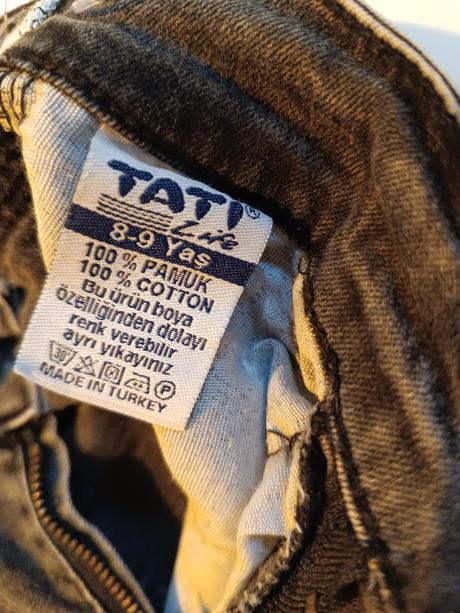 TATI®
Life
8-9 Yas
100 % PAMUK
100 % COTTON
Bu ürün boya
özelliğinden dolayı
renk verebilir
ayrı yıkayınız
MADE IN TURKEY